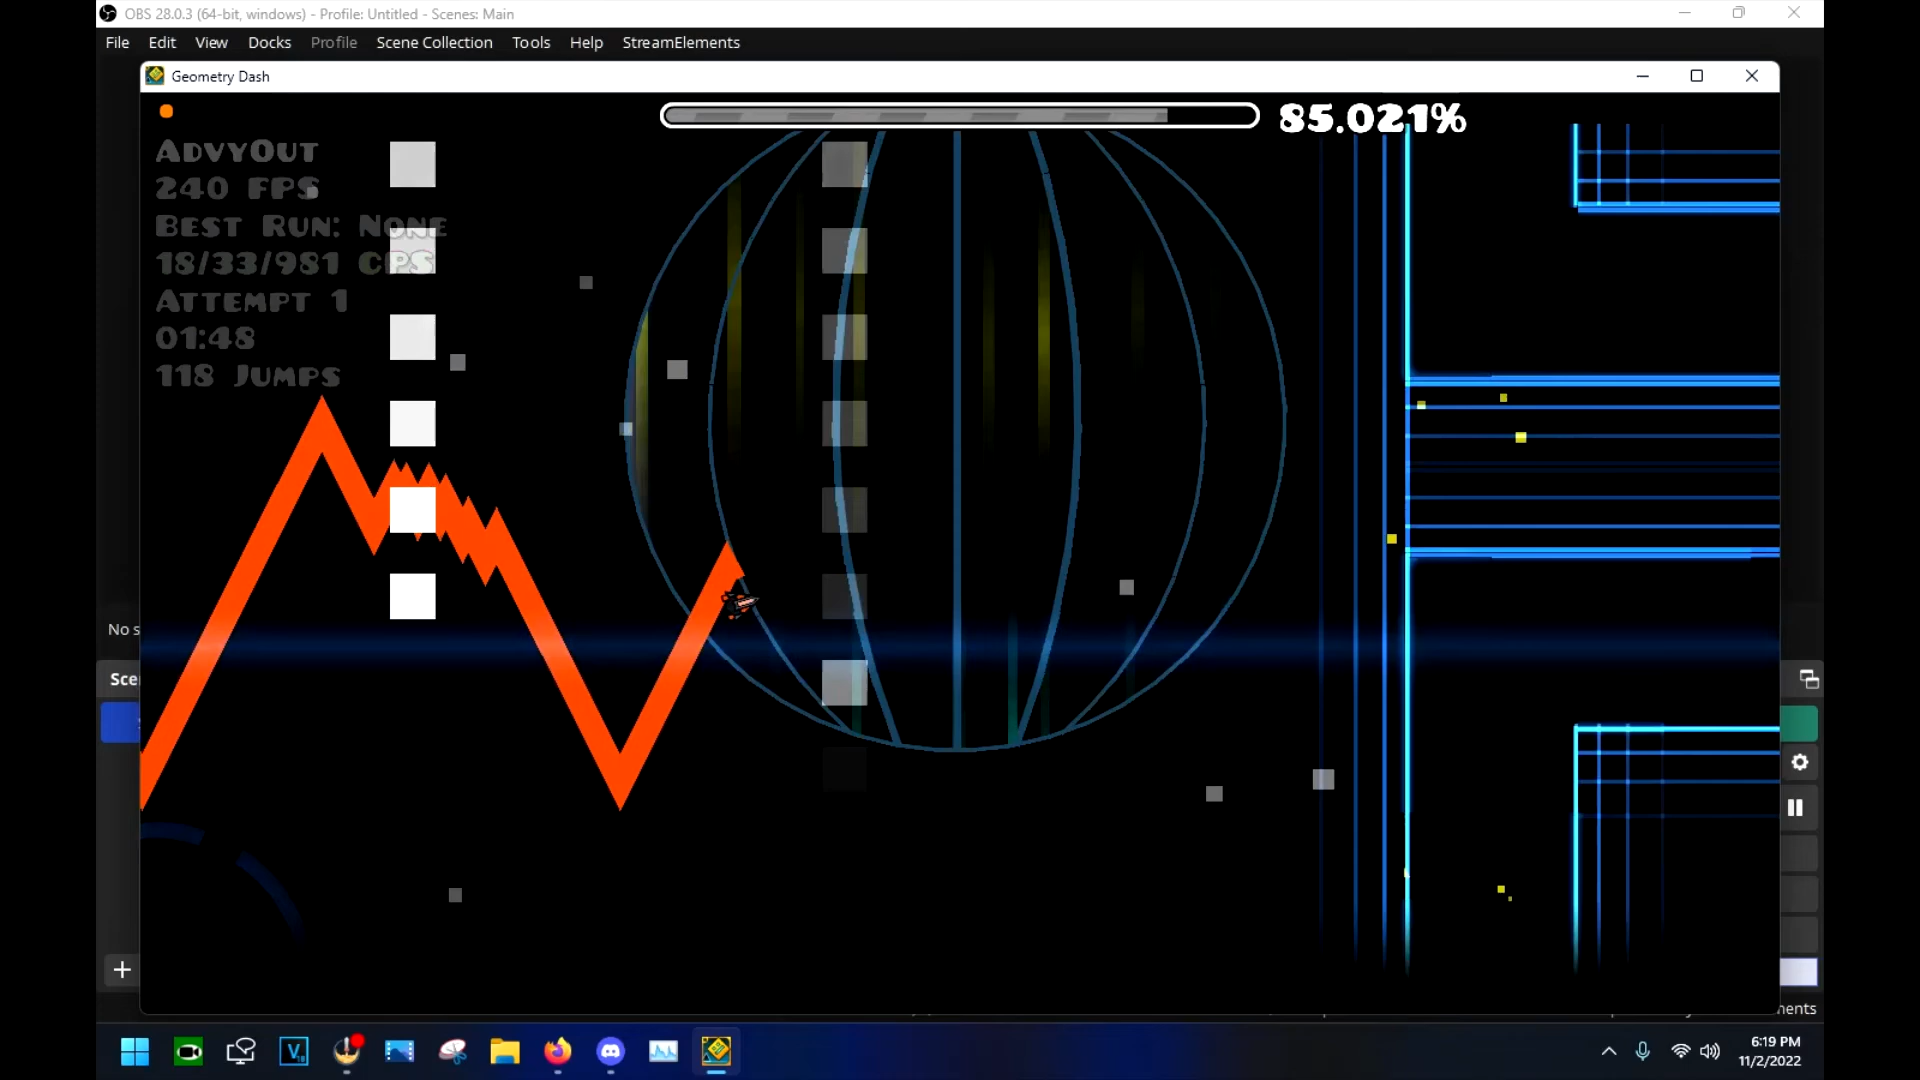 OBS 28.0.3 (64-bit, windows) - Profile: Untitled - Scenes: Main
File Edit View Docks Profile Scene Collection Tools Help StreamElements
Geometry Dash
85.021%
AdvyOut
240 FPS
Best Run: None
18/33/981 CPS
Attempt 1
01:48
118 Jumps
No s
Sce
nents
6:19 PM
11/2/2022